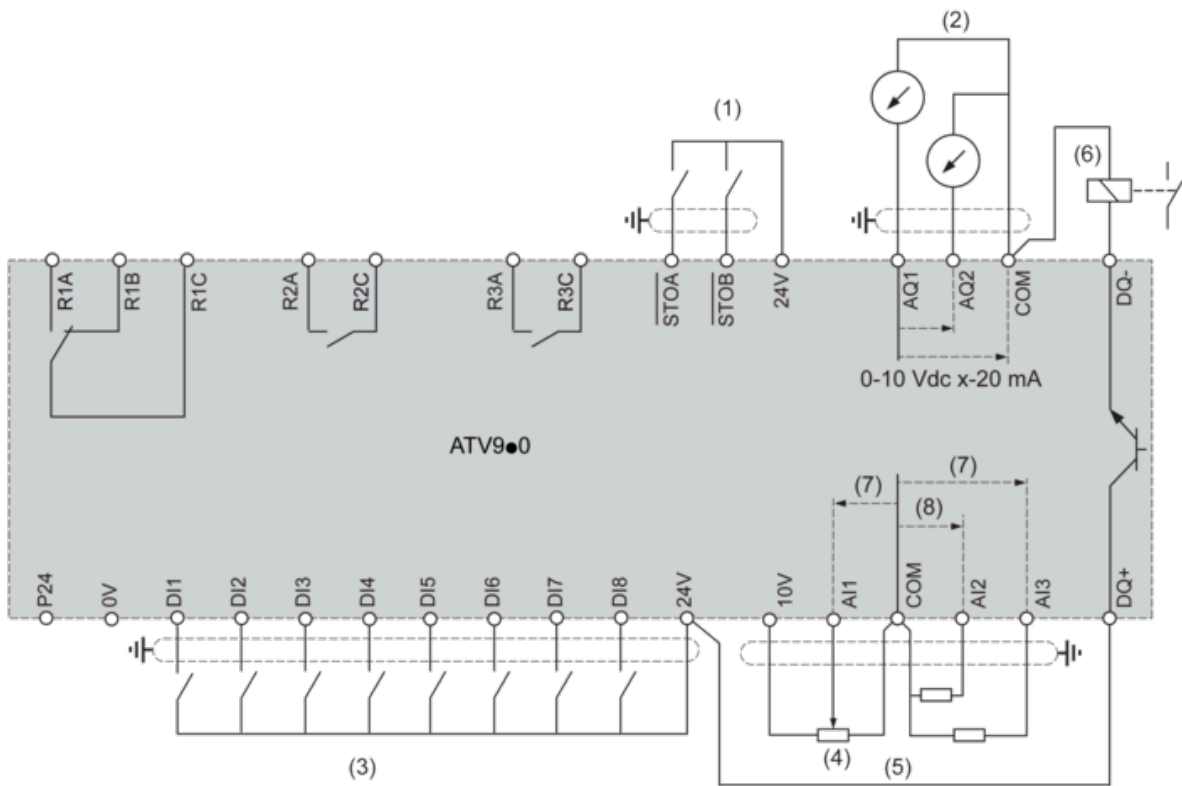 (2)
(1)
(6)
R1A
R1B
R1C
R2A
R2C
R3A
R3C
STOA
STOB
24V
AQ1
AQ2
COM
DQ-
0-10 Vdc x-20 mA
ATV9●0
(7)
(7)
(8)
P24
0V
DI1
DI2
DI3
DI4
DI5
DI6
DI7
DI8
24V
10V
AI1
COM
AI2
AI3
DQ+
(3)
(4)
(5)